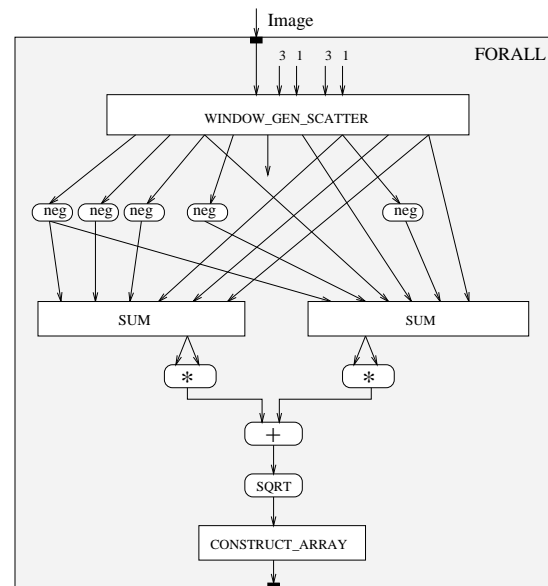 Image
FORALL
3 1 3 1
WINDOW_GEN_SCATTER
neg neg neg neg neg
SUM SUM
* *
+
SQRT
CONSTRUCT_ARRAY